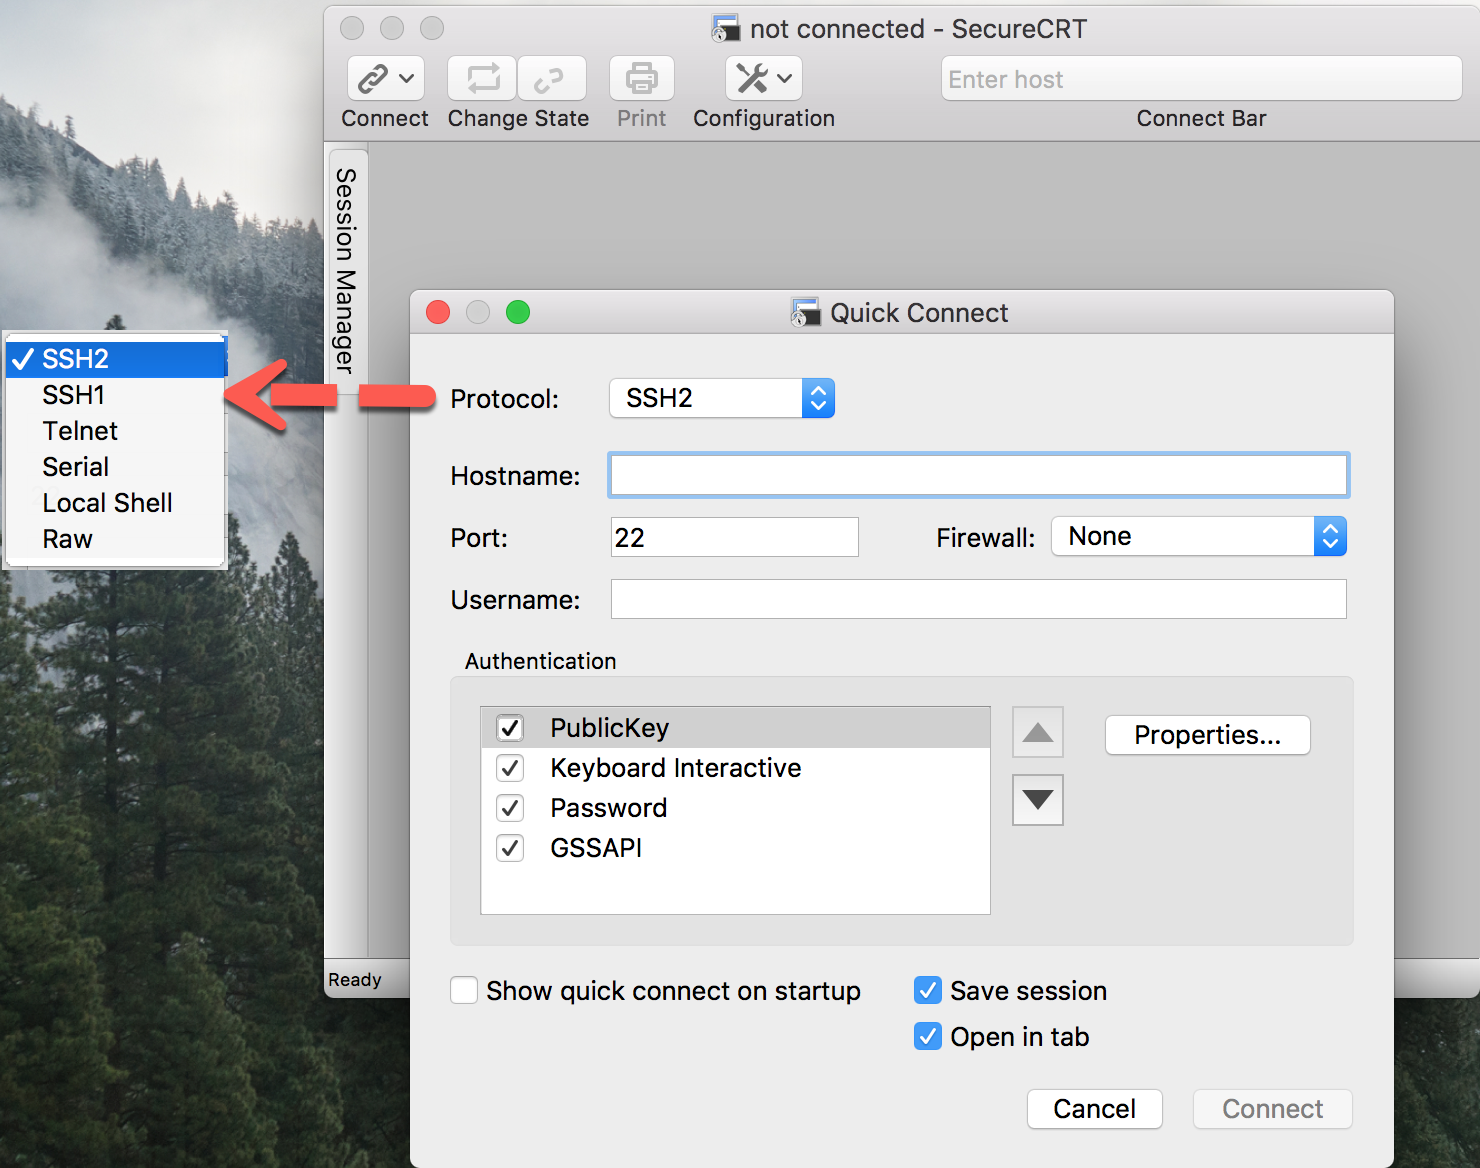 not connected - SecureCRT
Enter host
Connect
Change State
Print
Configuration
Connect Bar
Session Manager
Quick Connect
SSH2
SSH1
Telnet
Serial
Local Shell
Raw
Protocol:
SSH2
Hostname:
Port:
22
Firewall:
None
Username:
Authentication
PublicKey
Keyboard Interactive
Password
GSSAPI
Properties...
Ready
Show quick connect on startup
Save session
Open in tab
Cancel
Connect